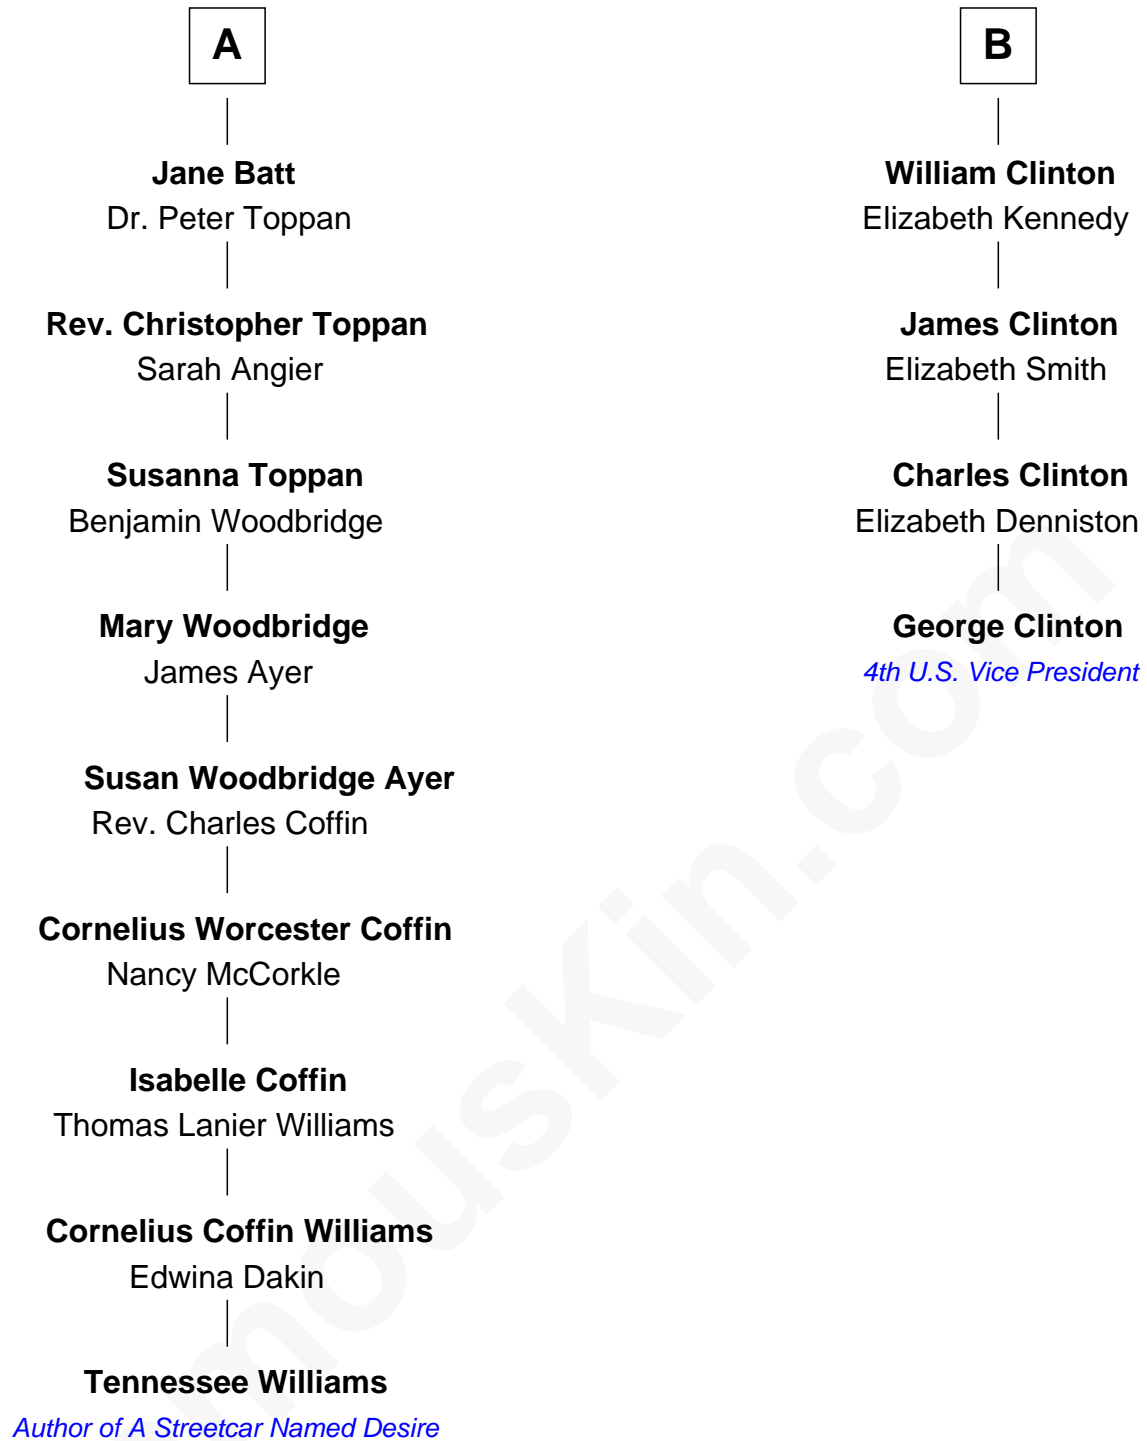 A
Jane Batt
Dr. Peter Toppan
Rev. Christopher Toppan
Sarah Angier
Susanna Toppan
Benjamin Woodbridge
Mary Woodbridge
James Ayer
Susan Woodbridge Ayer
Rev. Charles Coffin
Cornelius Worcester Coffin
Nancy McCorkle
Isabelle Coffin
Thomas Lanier Williams
Cornelius Coffin Williams
Edwina Dakin
Tennessee Williams
Author of A Streetcar Named Desire
B
William Clinton
Elizabeth Kennedy
James Clinton
Elizabeth Smith
Charles Clinton
Elizabeth Denniston
George Clinton
4th U.S. Vice President
mousKin.com